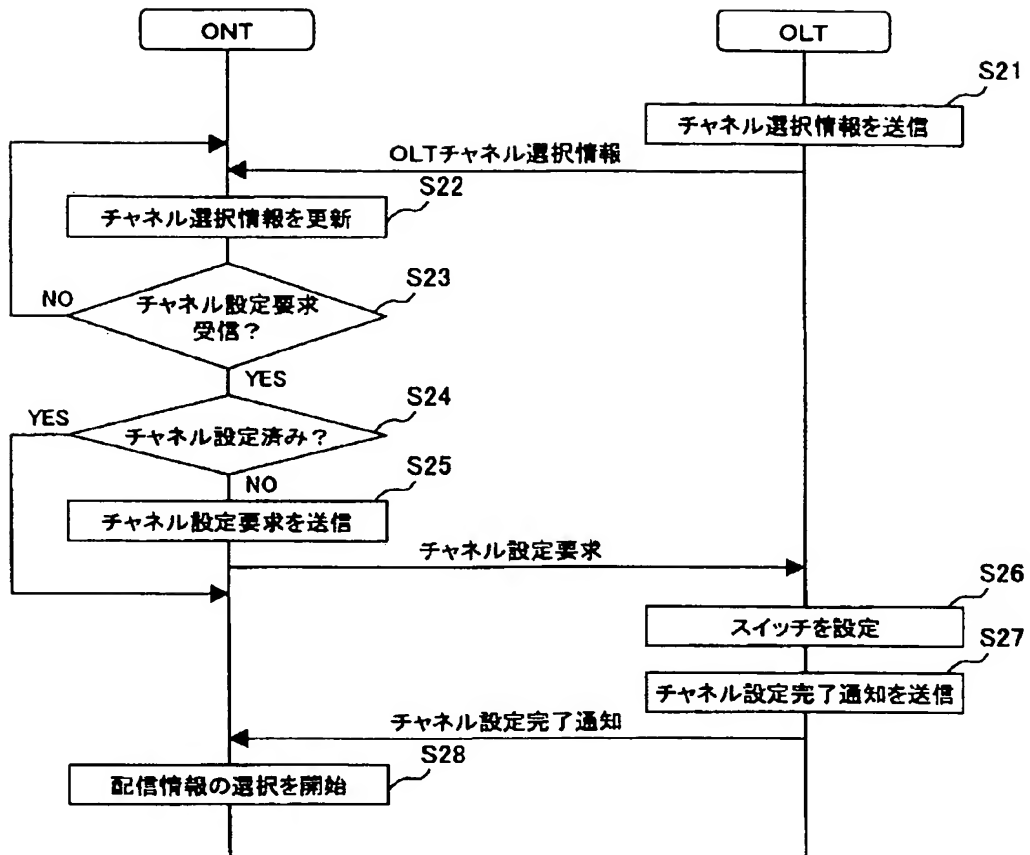 ONT
OLT
S21
チャネル選択情報を送信
OLTチャネル選択情報
S22
チャネル選択情報を更新
S23
NO
チャネル設定要求
受信?
YES
S24
YES
チャネル設定済み?
NO
S25
チャネル設定要求を送信
チャネル設定要求
S26
スイッチを設定
S27
チャネル設定完了通知を送信
チャネル設定完了通知
S28
配信情報の選択を開始